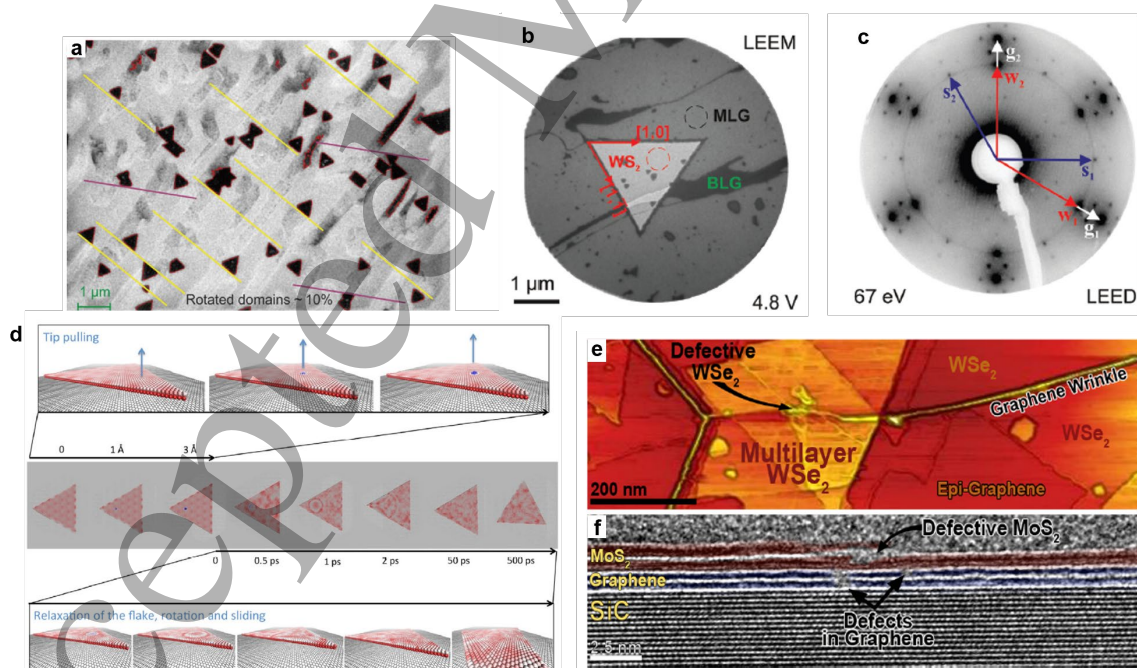 a
1 µm
Rotated domains ~ 10%
b
LEEM
MLG
[1,0]
WS2
BLG
1 µm
4.8 V
c
g2
w2
s2
s1
w1
g1
67 eV
LEED
d
Tip pulling
0 1 Å 3 Å
0 0.5 ps 1 ps 2 ps 50 ps 500 ps
Relaxation of the flake, rotation and sliding
e
Defective
WSe2
WSe2
Graphene Wrinkle
WSe2
Multilayer
WSe2
200 nm
Epi-Graphene
f
Defective MoS2
MoS2
Graphene
SiC
Defects
in Graphene
2.5 nm